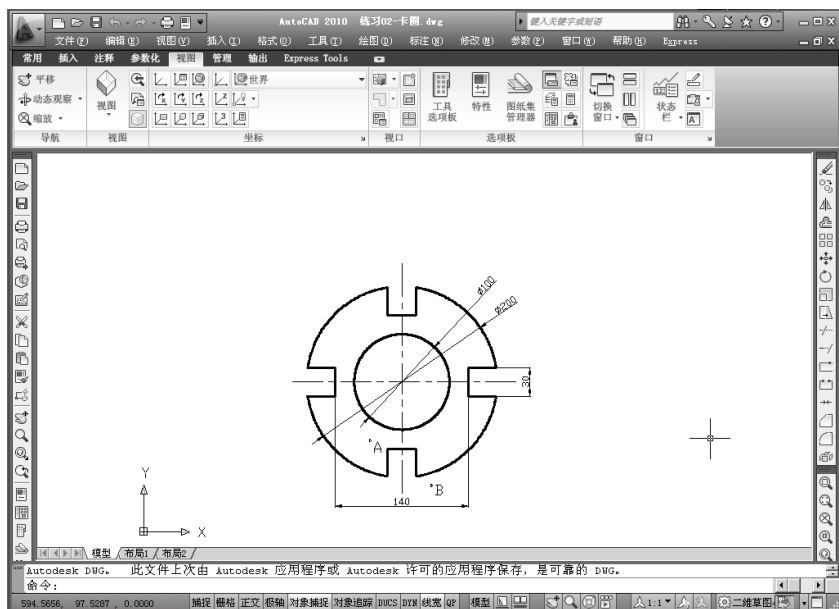 AutoCAD 2010 练习02-卡圈.dwg 键入关键字或短语
文件(F) 编辑(E) 视图(V) 插入(I) 格式(O) 工具(T) 绘图(D) 标注(N) 修改(M) 参数(P) 窗口(W) 帮助(H) Express
常用 插入 注释 参数化 视图 管理 输出 Express Tools
平移
动态观察
缩放
视图
世界
工具选项板
特性
图纸集管理器
切换窗口
状态栏
导航 视图 坐标 视口 选项板 窗口
ø100
ø200
30
A
B
140
Y
X
模型 布局1 布局2
Autodesk DWG。 此文件上次由 Autodesk 应用程序或 Autodesk 许可的应用程序保存，是可靠的 DWG。
命令:
594.5656, 97.5287 , 0.0000 捕捉 栅格 正交 极轴 对象捕捉 对象追踪 DUCS DYN 线宽 QP 模型 人1:1 二维草图